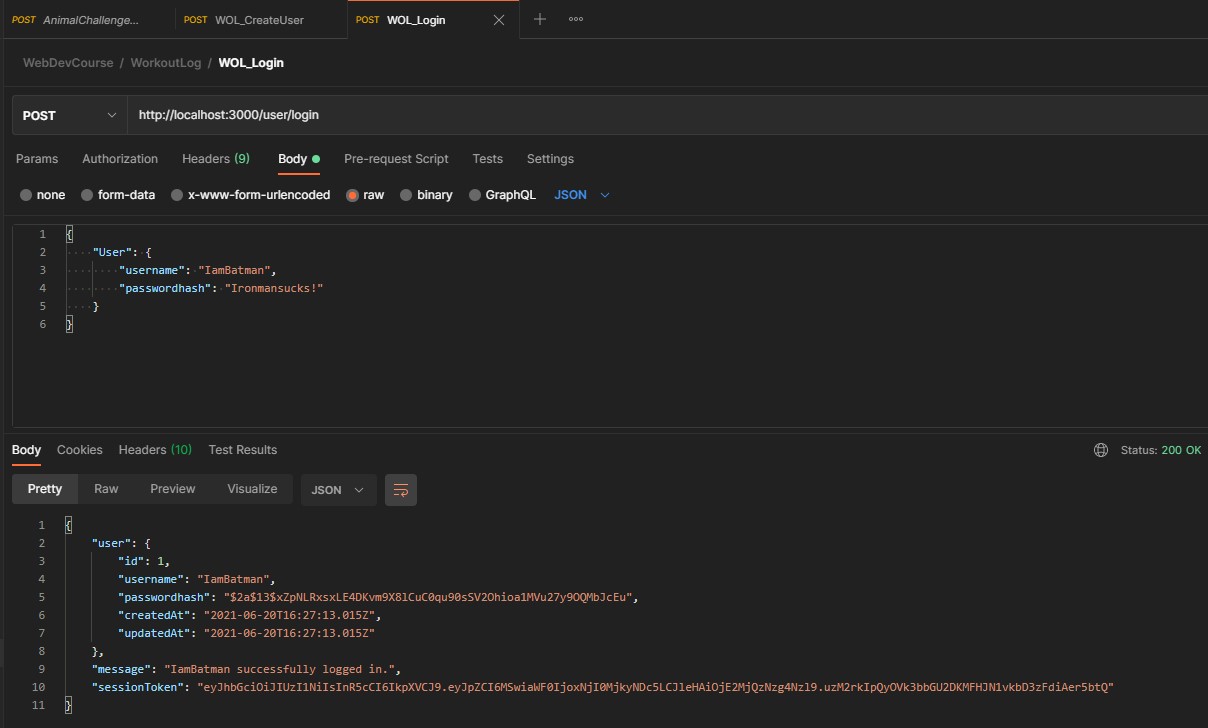 POST AnimalChallenge... POST WOL_CreateUser POST WOL_Login
WebDevCourse / WorkoutLog / WOL_Login
POST http://localhost:3000/user/login
Params Authorization Headers (9) Body Pre-request Script Tests Settings
none form-data x-www-form-urlencoded raw binary GraphQL JSON
1 {
2 "User": {
3 "username": "IamBatman",
4 "passwordhash": "Ironmansucks!"
5 }
6 }
Body Cookies Headers (10) Test Results Status: 200 OK
Pretty Raw Preview Visualize JSON
1 {
2 "user": {
3 "id": 1,
4 "username": "IamBatman",
5 "passwordhash": "$2a$13$xZpNLRxsxLE4DKvm9X8lCuC0qu90sSV2Ohioa1MVu27y9OQMbJcEu",
6 "createdAt": "2021-06-20T16:27:13.015Z",
7 "updatedAt": "2021-06-20T16:27:13.015Z"
8 },
9 "message": "IamBatman successfully logged in.",
10 "sessionToken": "eyJhbGciOiJIUzI1NiIsInR5cCI6IkpXVCJ9.eyJpZCI6MSwiaWF0IjoxNjI0MjkyNDc5LCJleHAiOjE2MjQzNzg4Nzl9.uzM2rkIpQyOVk3bbGU2DKMFHJN1vkbD3zFdiAer5btQ"
11 }